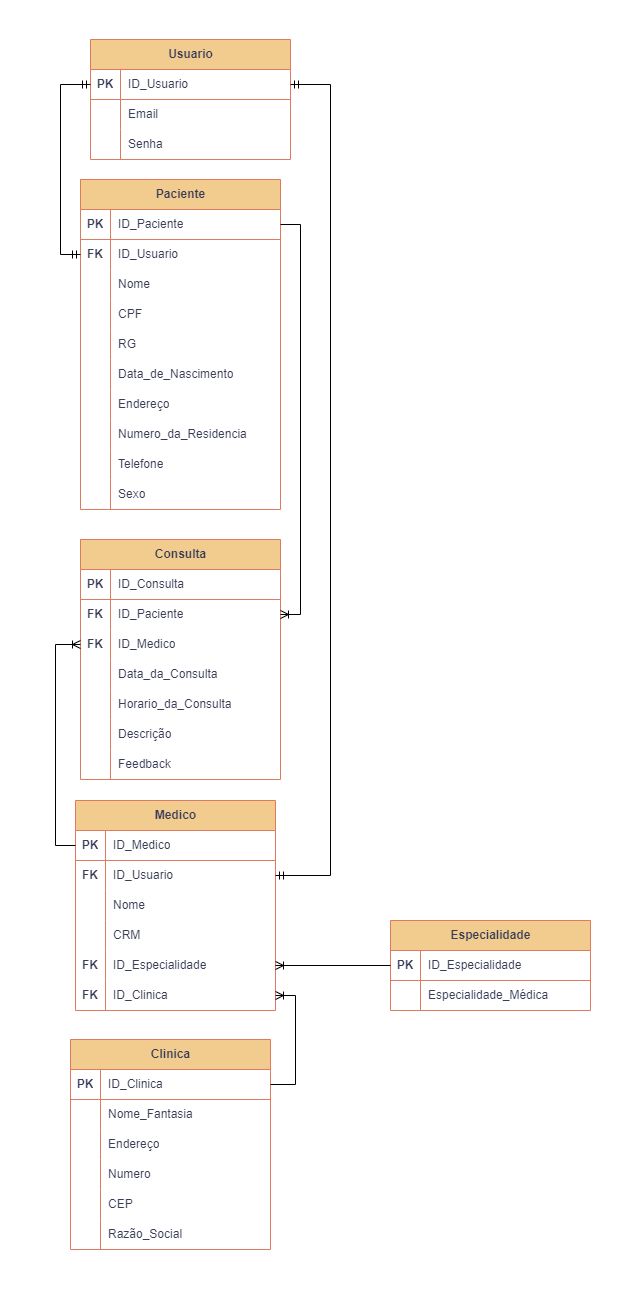 Usuario
PK ID_Usuario
Email
Senha
Paciente
PK ID_Paciente
FK ID_Usuario
Nome
CPF
RG
Data_de_Nascimento
Endereço
Numero_da_Residencia
Telefone
Sexo
Consulta
PK ID_Consulta
FK ID_Paciente
FK ID_Medico
Data_da_Consulta
Horario_da_Consulta
Descrição
Feedback
Medico
PK ID_Medico
FK ID_Usuario
Nome
CRM
FK ID_Especialidade
FK ID_Clinica
Especialidade
PK ID_Especialidade
Especialidade_Médica
Clinica
PK ID_Clinica
Nome_Fantasia
Endereço
Numero
CEP
Razão_Social